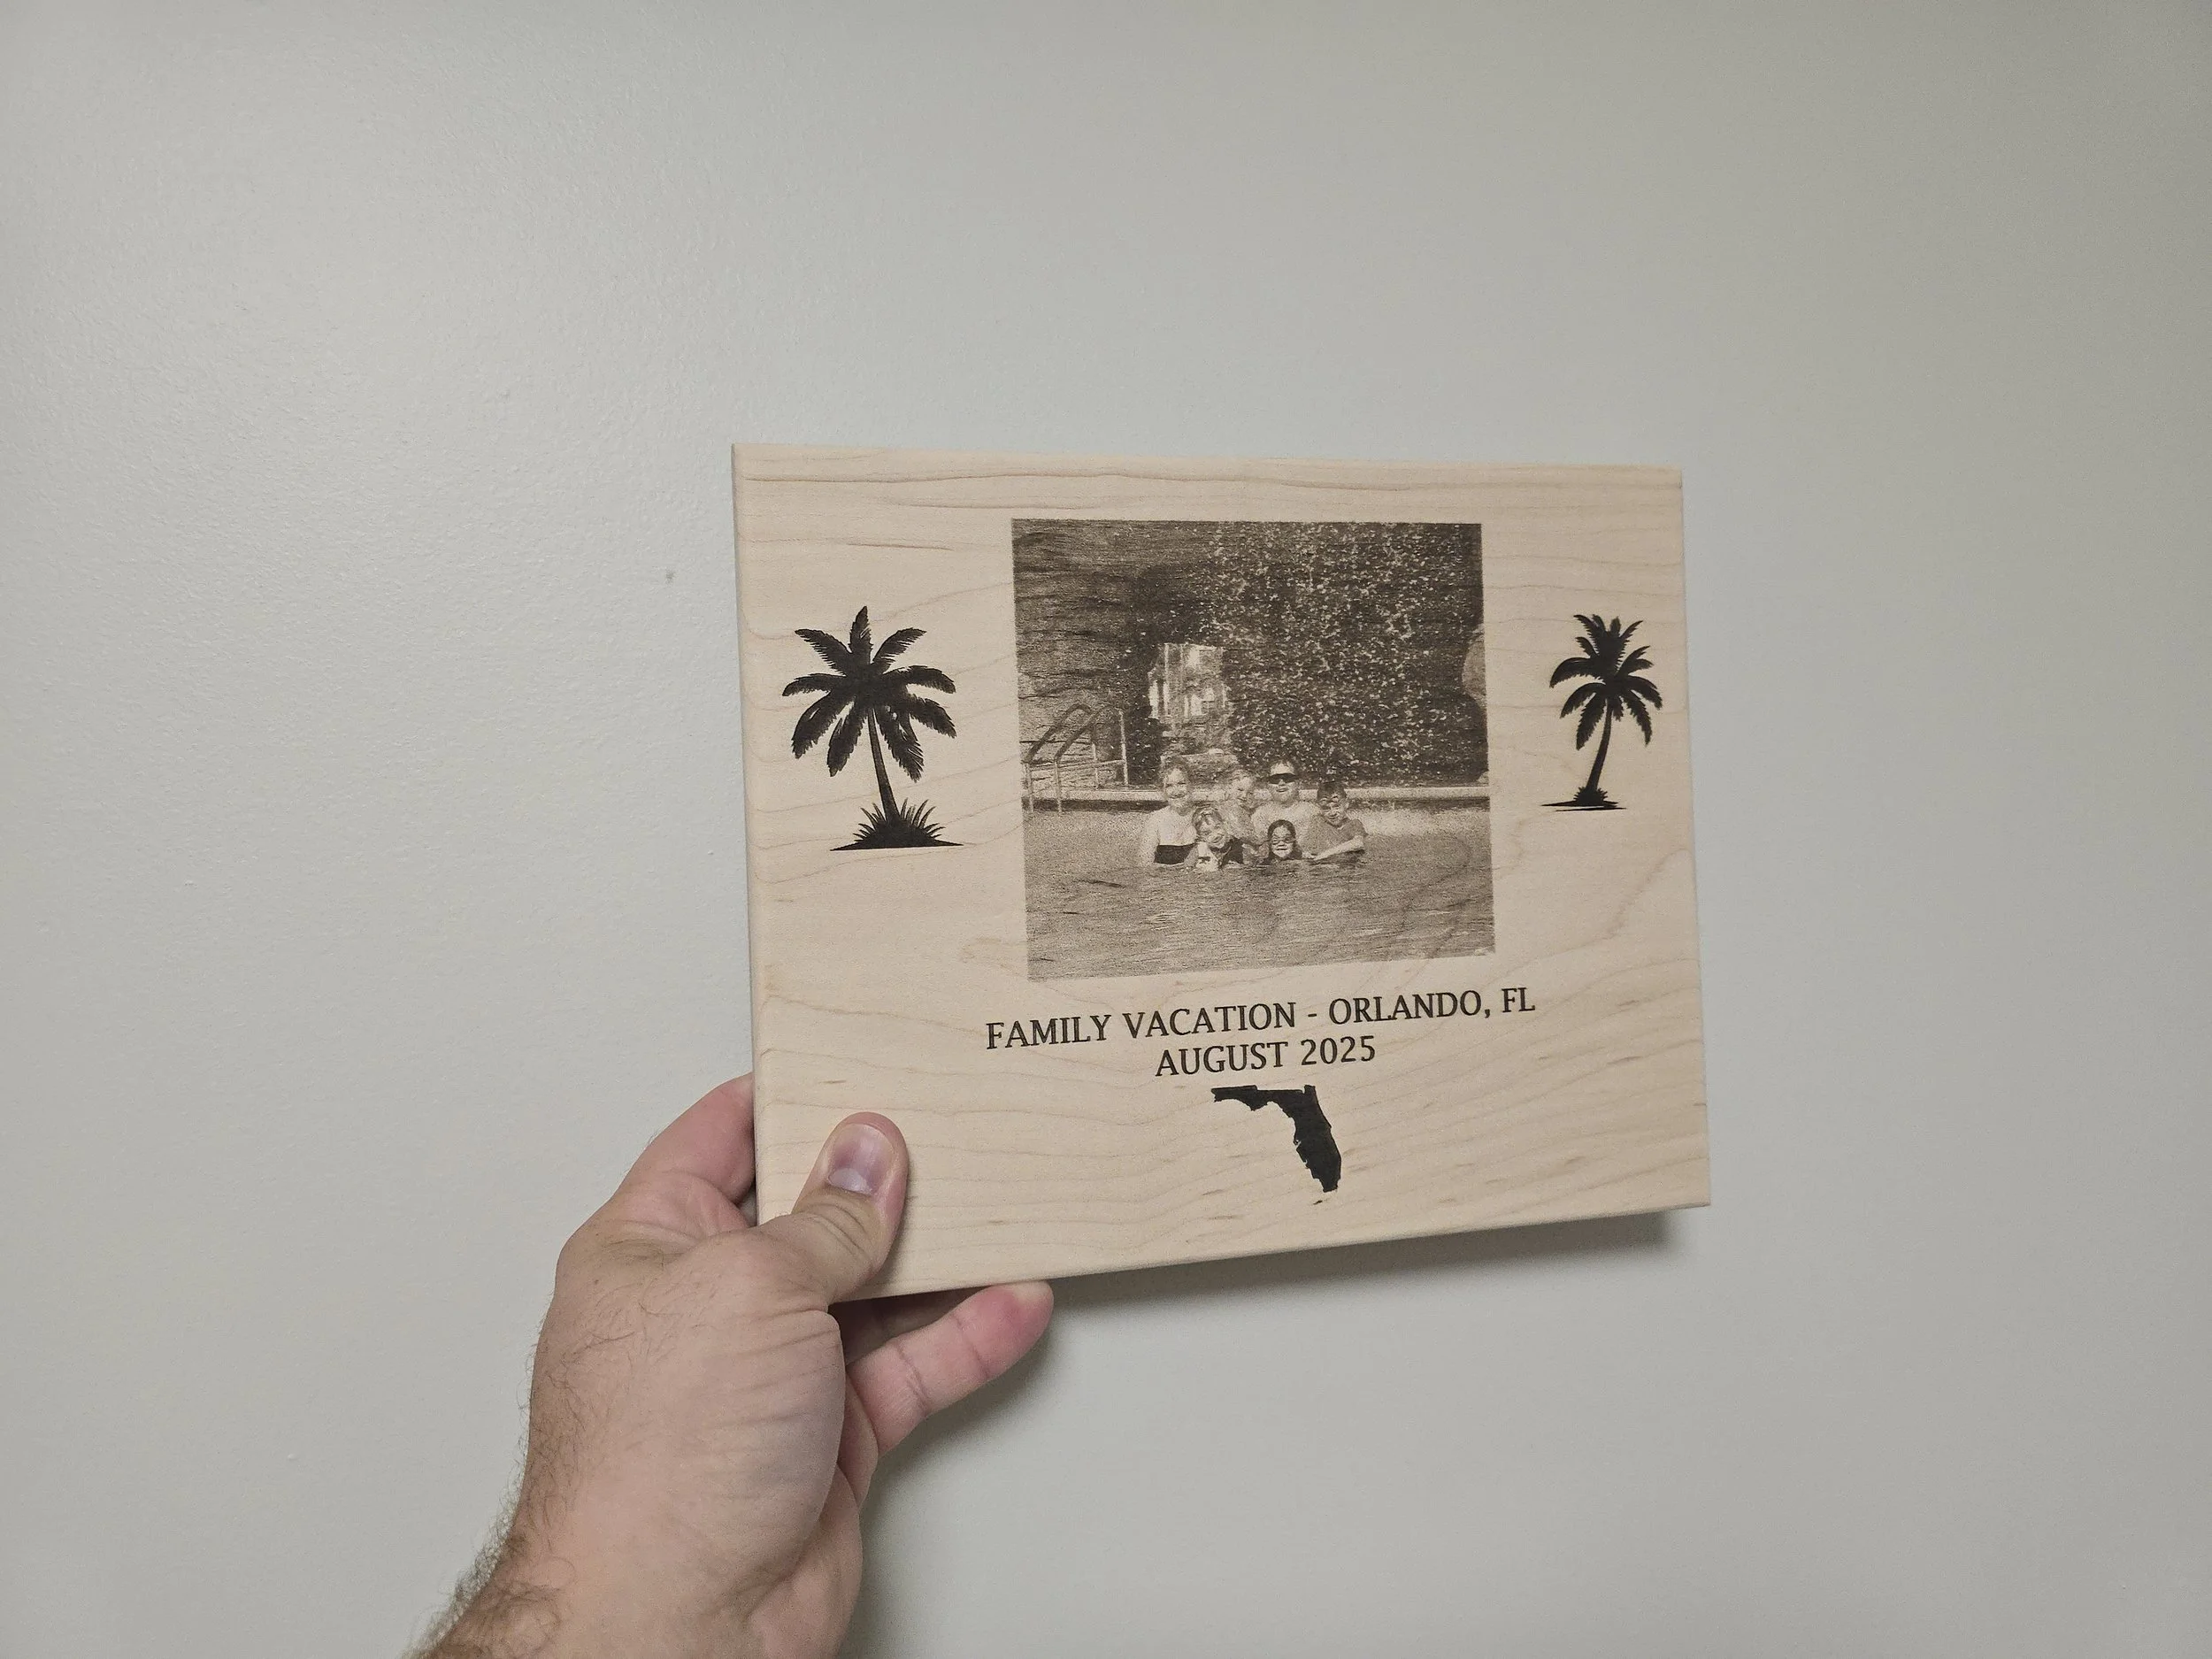 FAMILY VACATION - ORLANDO, FL
AUGUST 2025